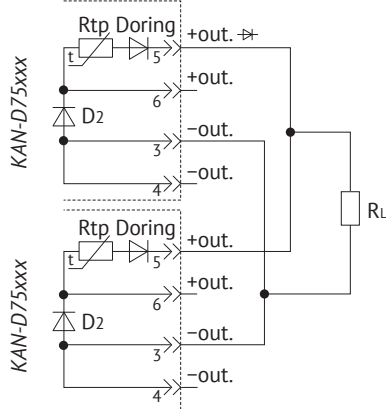 Rtp Doring +out.
t 5
+out.
6
KAN-D75xxx
D2
−out.
3
−out.
4
RL
Rtp Doring +out.
t 5
+out.
6
KAN-D75xxx
D2
−out.
3
−out.
4